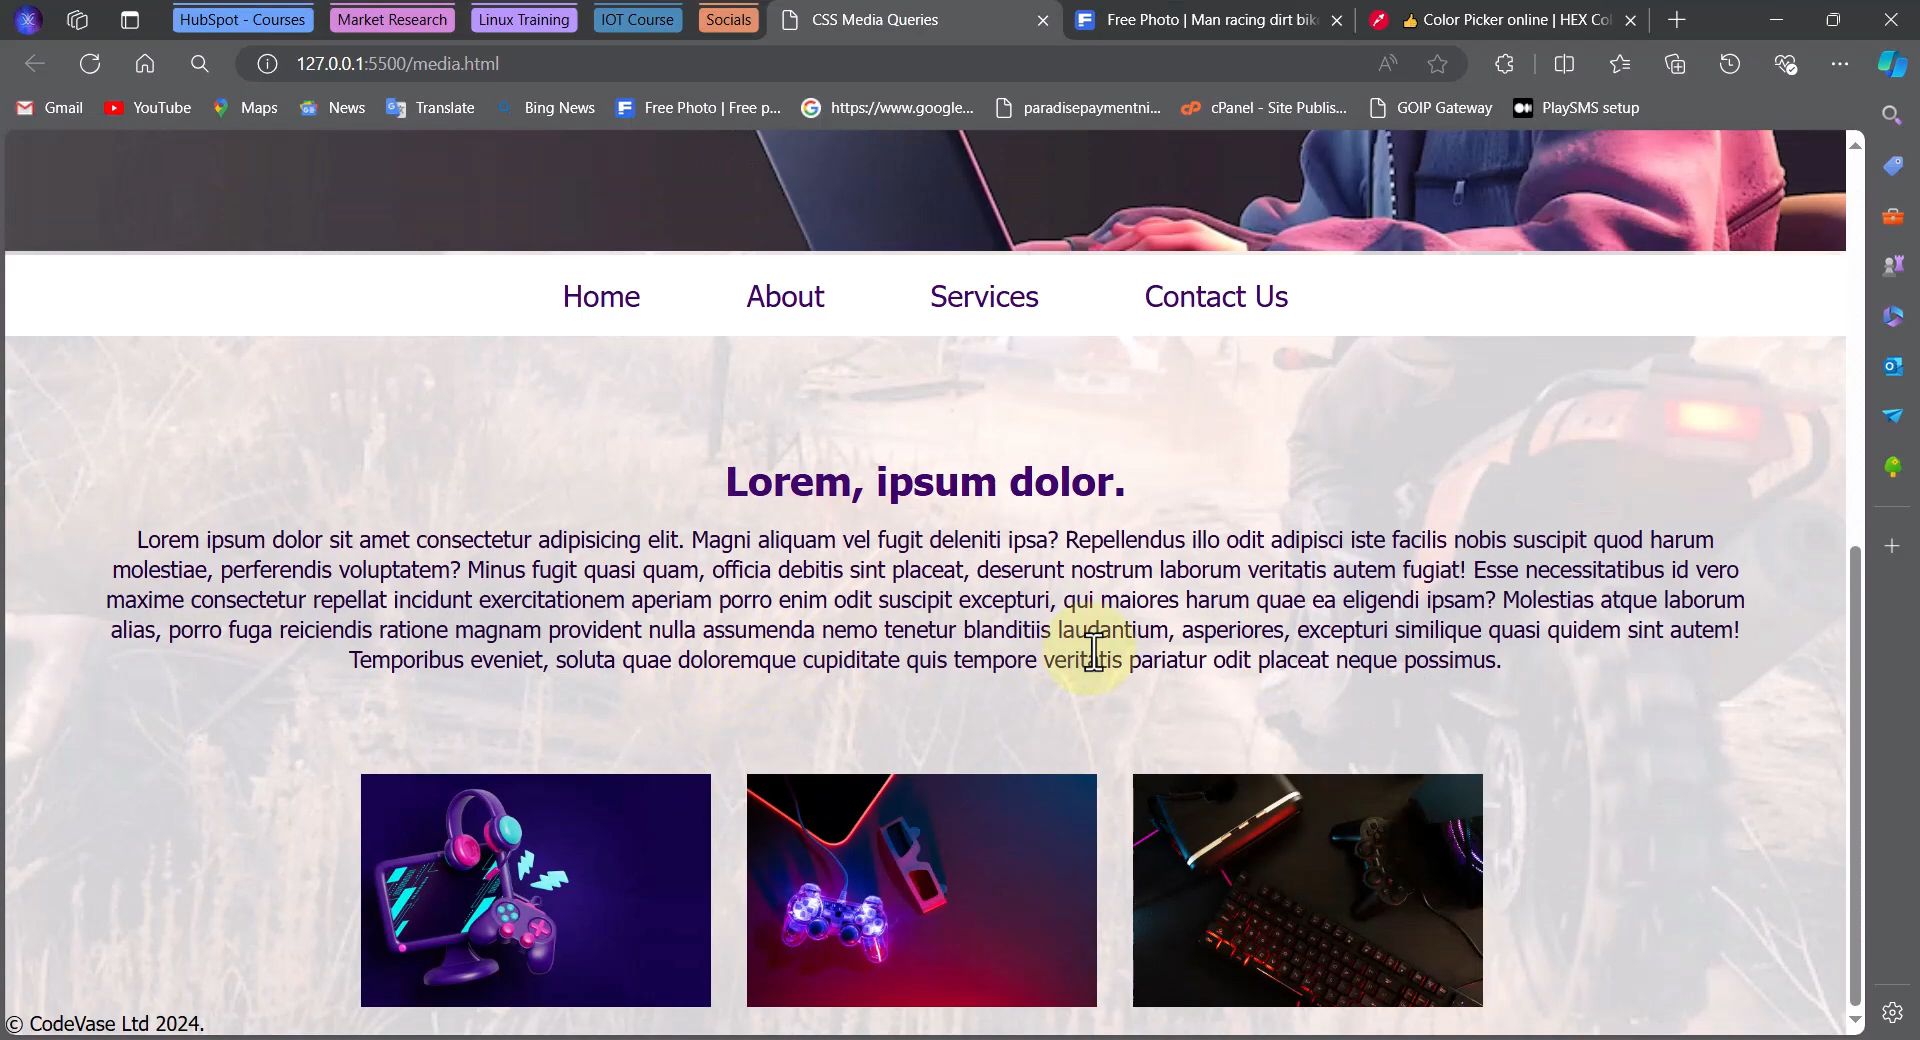 HubSpot - Courses
Market Research
Linux Training
IOT Course
Socials
CSS Media Queries
Free Photo | Man racing dirt bik
Color Picker online | HEX Col
127.0.0.1:5500/media.html
Gmail
YouTube
Maps
News
Translate
Bing News
Free Photo | Free p...
https://www.google...
paradisepaymentni...
cPanel - Site Publis...
GOIP Gateway
PlaySMS setup
Home
About
Services
Contact Us
Lorem, ipsum dolor.
Lorem ipsum dolor sit amet consectetur adipisicing elit. Magni aliquam vel fugit deleniti ipsa? Repellendus illo odit adipisci iste facilis nobis suscipit quod harum
molestiae, perferendis voluptatem? Minus fugit quasi quam, officia debitis sint placeat, deserunt nostrum laborum veritatis autem fugiat! Esse necessitatibus id vero
maxime consectetur repellat incidunt exercitationem aperiam porro enim odit suscipit excepturi, qui maiores harum quae ea eligendi ipsam? Molestias atque laborum
alias, porro fuga reiciendis ratione magnam provident nulla assumenda nemo tenetur blanditiis laudantium, asperiores, excepturi similique quasi quidem sint autem!
Temporibus eveniet, soluta quae doloremque cupiditate quis tempore veritatis pariatur odit placeat neque possimus.
© CodeVase Ltd 2024.